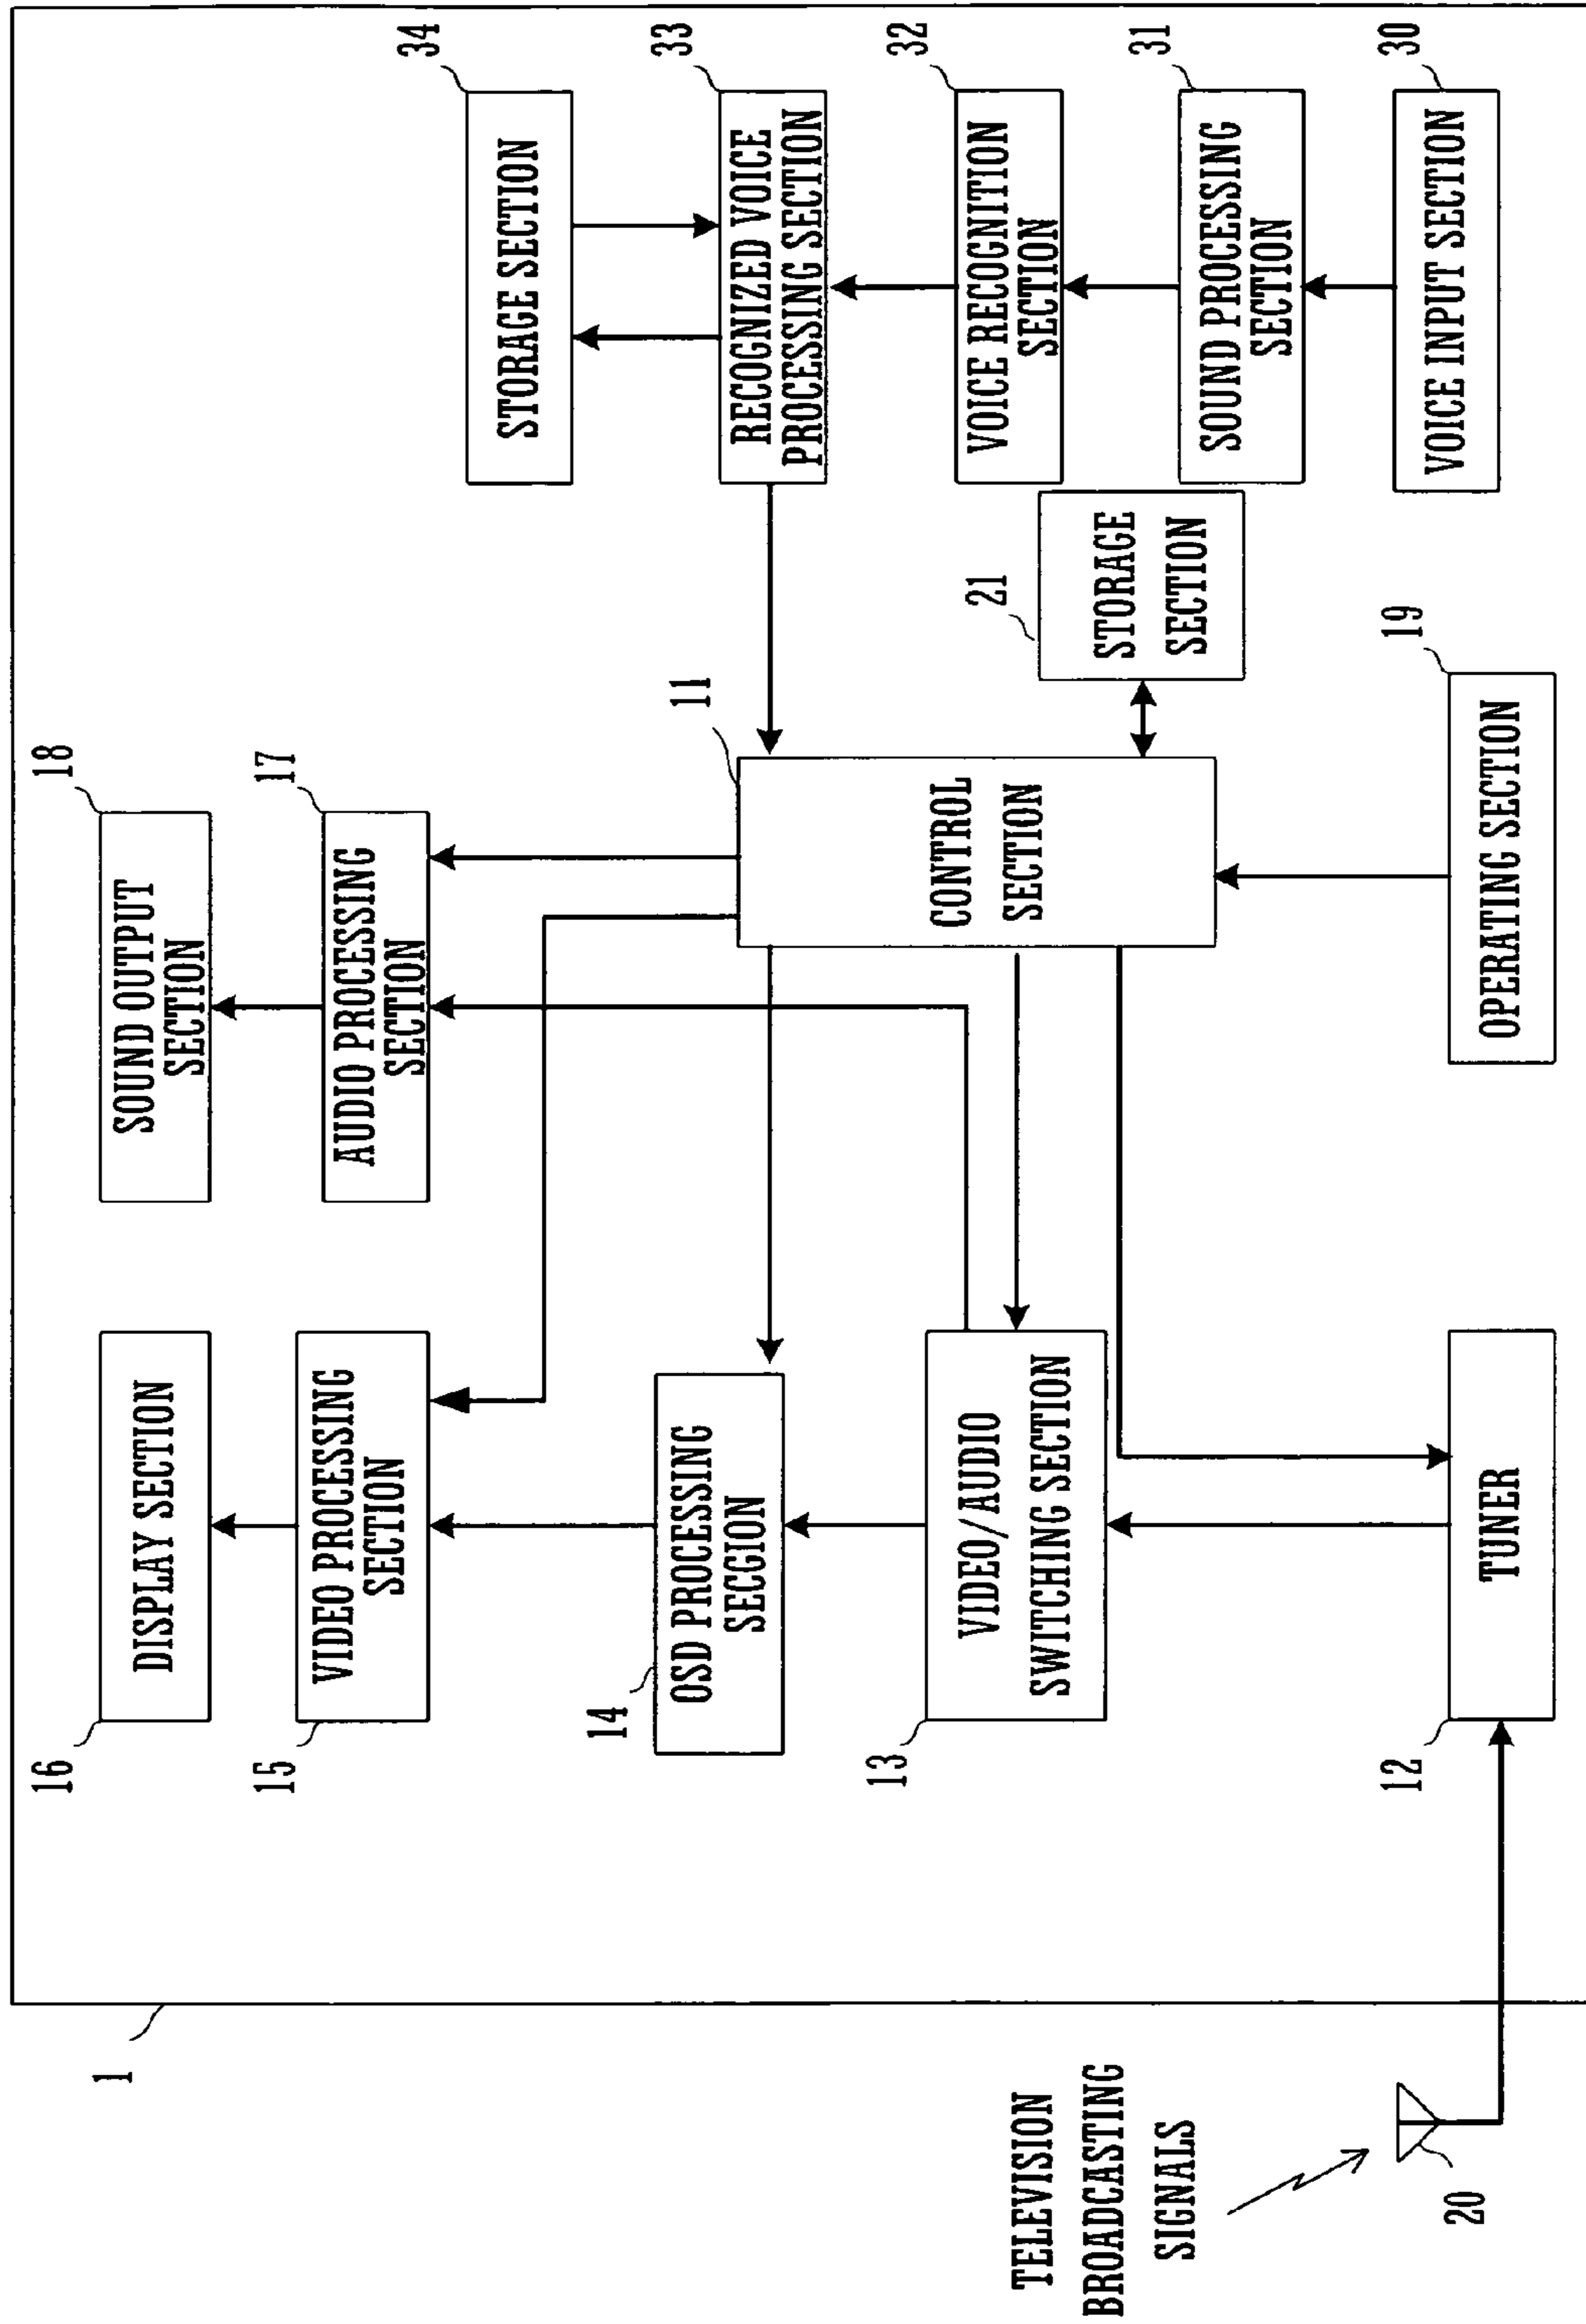 1
16
DISPLAY SECTION
15
VIDEO PROCESSING
SECTION
14
OSD PROCESSING
SECGION
13
VIDEO/AUDIO
SWITCHING SECTION
12
TUNER
TELEVISION
BROADCASTING
SIGNALS
20
18
SOUND OUTPUT
SECTION
17
AUDIO PROCESSING
SECTION
11
CONTROL
SECTION
19
OPERATING SECTION
21
STORAGE
SECTION
34
STORAGE SECTION
33
RECOGNIZED VOICE
PROCESSING SECTION
32
VOICE RECOGNITION
SECTION
31
SOUND PROCESSING
SECTION
30
VOICE INPUT SECTION